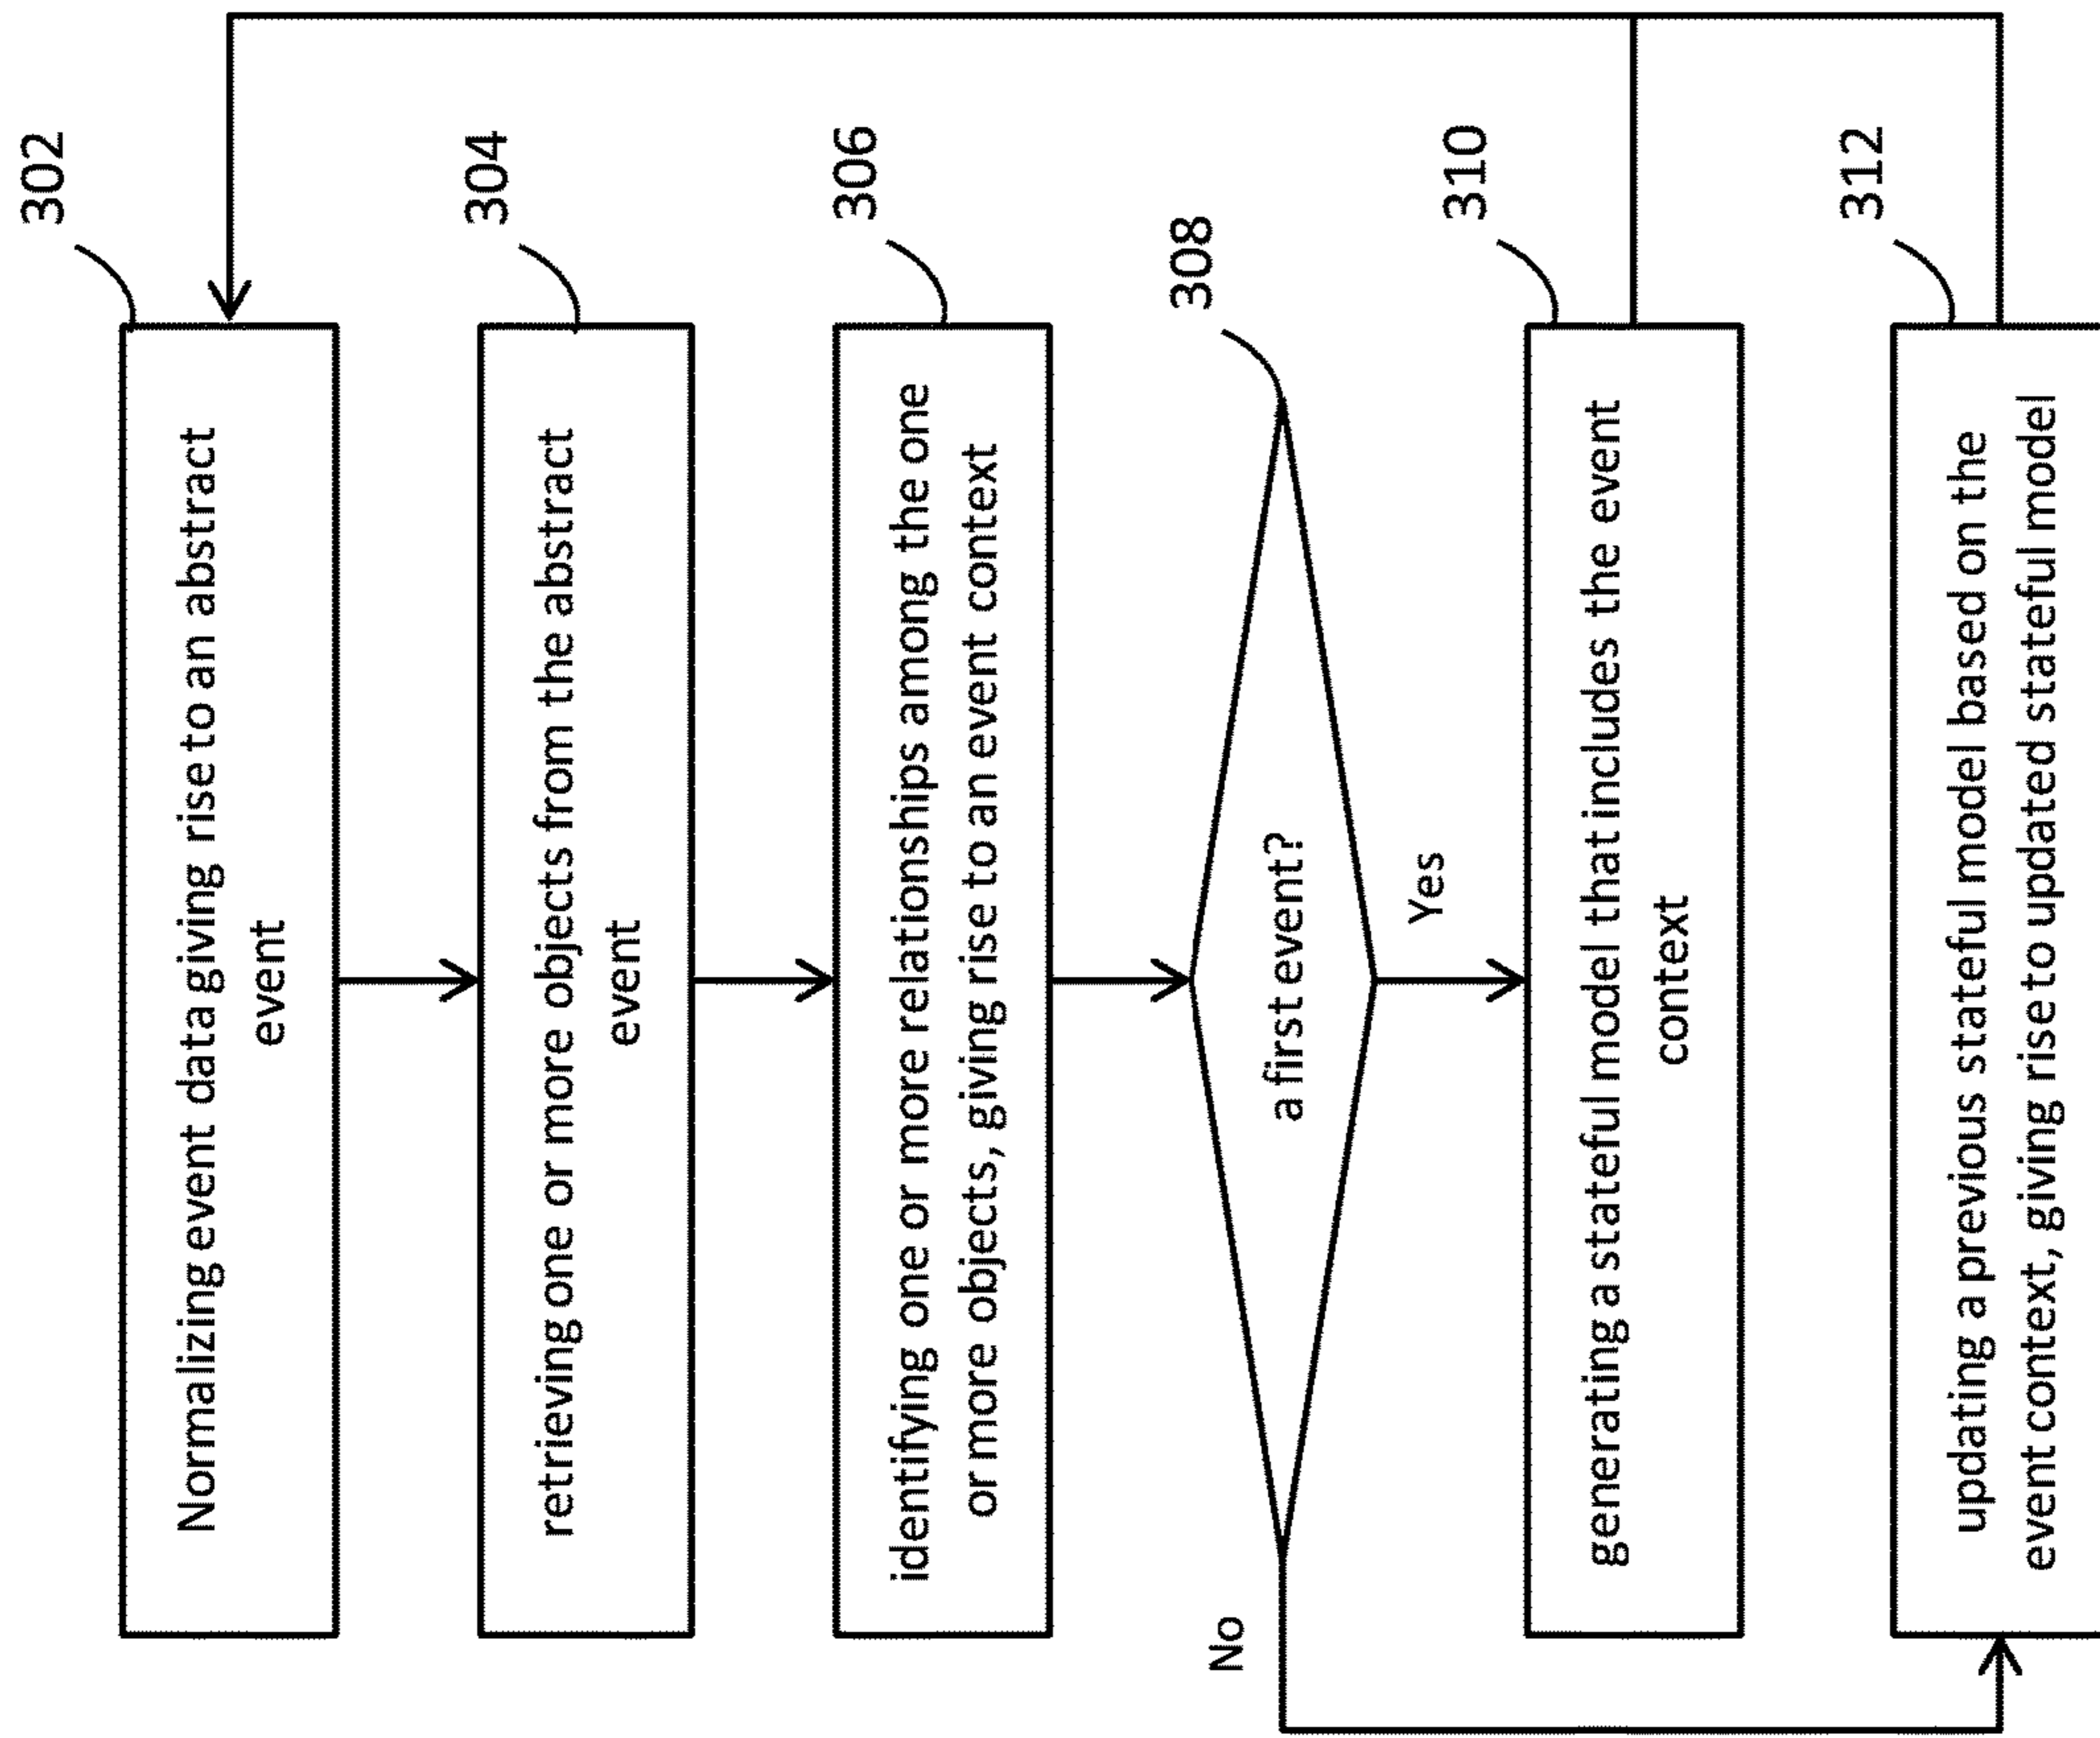 302
Normalizing event data giving rise to an abstract
event
304
retrieving one or more objects from the abstract
event
306
identifying one or more relationships among the one
or more objects, giving rise to an event context
308
a first event?
No
Yes
310
generating a stateful model that includes the event
context
312
updating a previous stateful model based on the
event context, giving rise to updated stateful model